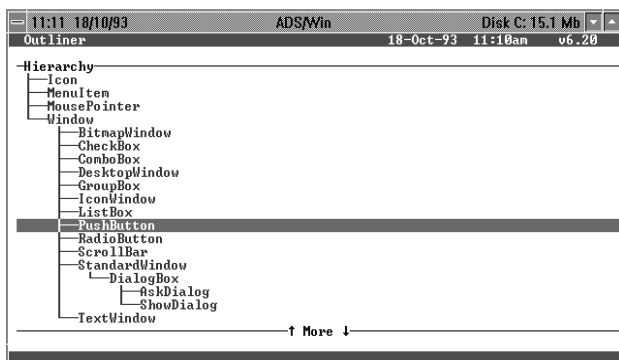 11:11 18/10/93 ADS/Win Disk C: 15.1 Mb
Outliner 18-Oct-93 11:10am v6.20
Hierarchy
Icon
MenuItem
MousePointer
Window
BitmapWindow
CheckBox
ComboBox
DesktopWindow
GroupBox
IconWindow
ListBox
PushButton
RadioButton
ScrollBar
StandardWindow
DialogBox
AskDialog
ShowDialog
TextWindow
↑ More ↓